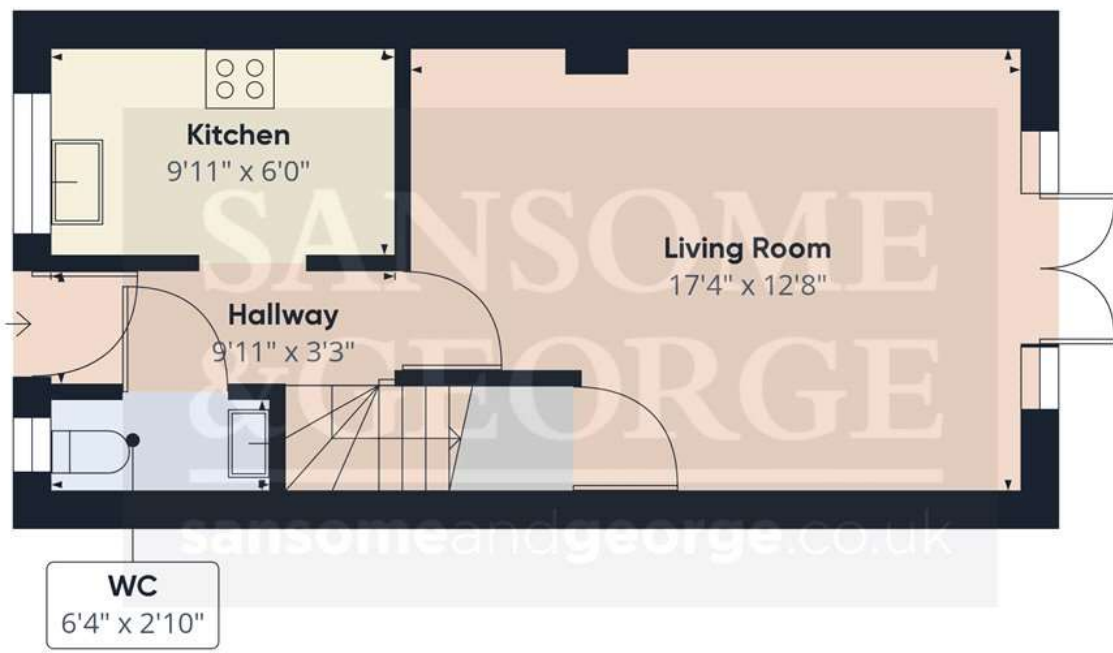 Kitchen
9'11" x 6'0"
SANSOME
&GEORGE
Living Room
17'4" x 12'8"
Hallway
9'11" x 3'3"
sansomeandgeorge.co.uk
WC
6'4" x 2'10"